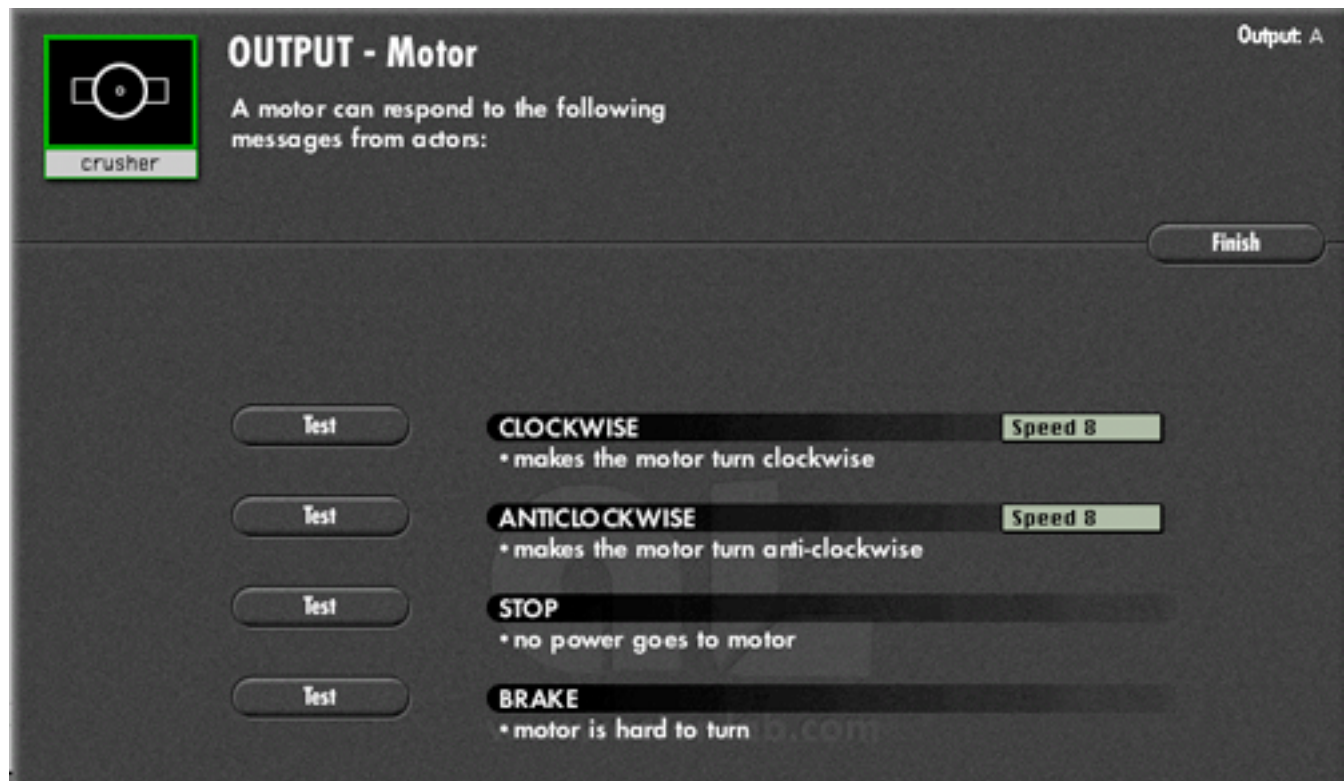 OUTPUT - Motor
Output: A
A motor can respond to the following
messages from actors:
crusher
Finish
Test
CLOCKWISE
Speed 8
• makes the motor turn clockwise
Test
ANTICLOCKWISE
Speed 8
• makes the motor turn anti-clockwise
Test
STOP
• no power goes to motor
Test
BRAKE
• motor is hard to turn